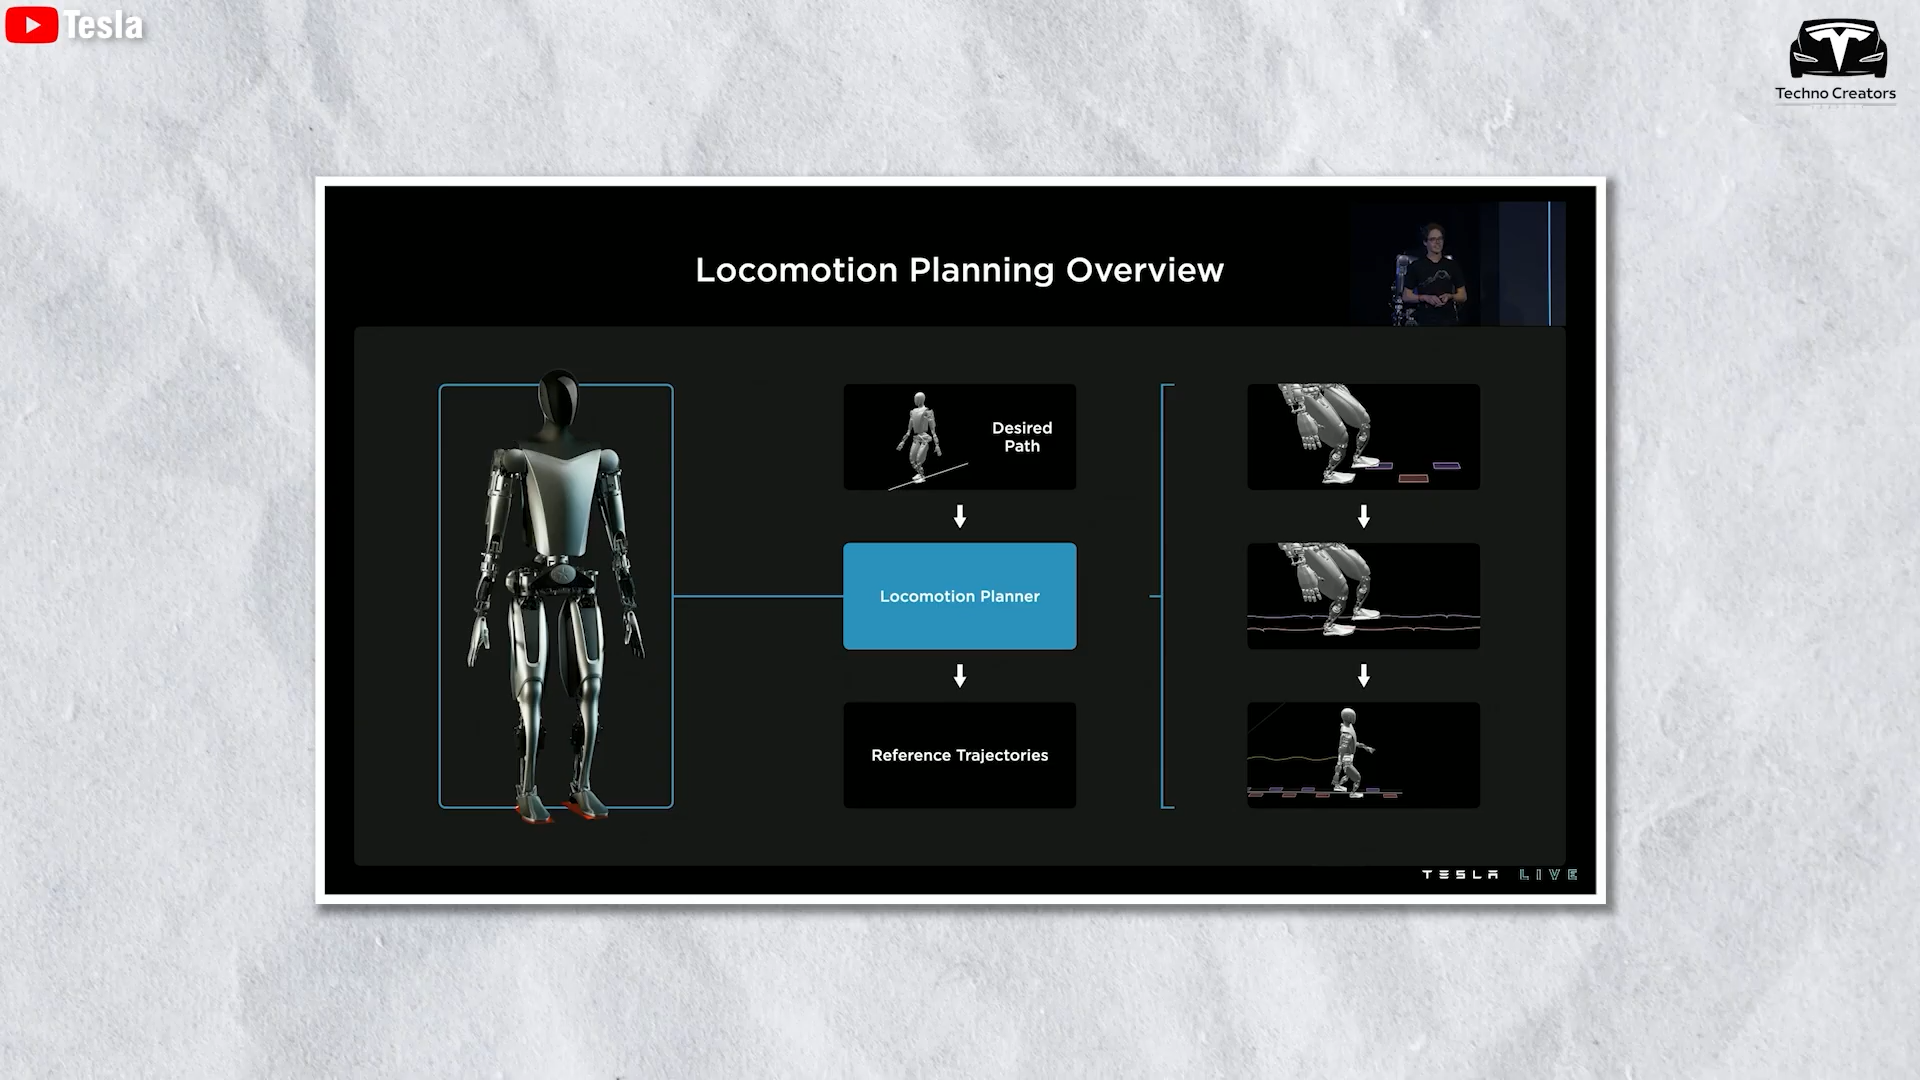 Tesla
Techno Creators
Locomotion Planning Overview
Desired
Path
Locomotion Planner
Reference Trajectories
TESLA LIVE